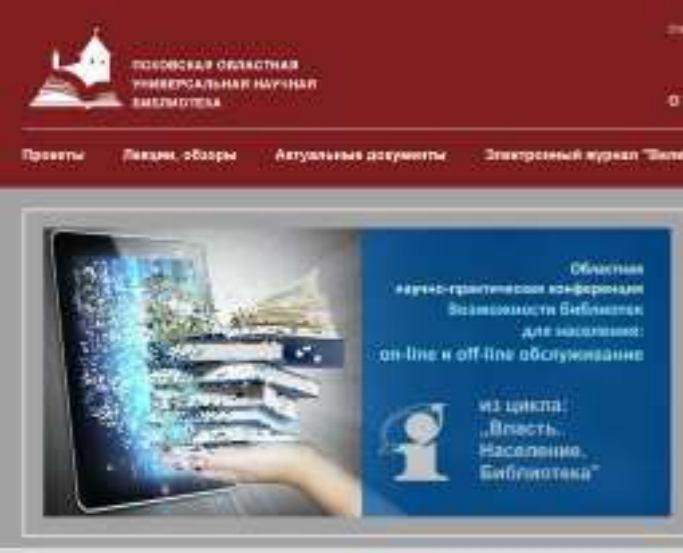 ПСКОВСКАЯ ОБЛАСТНАЯ
УНИВЕРСАЛЬНАЯ НАУЧНАЯ
БИБЛИОТЕКА
О
Проекты
Лекции, обзоры
Актуальные документы
Электронный журнал "Вели
Областная
научно-практическая конференция
Возможности библиотек
для населения:
on-line и off-line обслуживание
из цикла:
„Власть.
Население.
Библиотека"